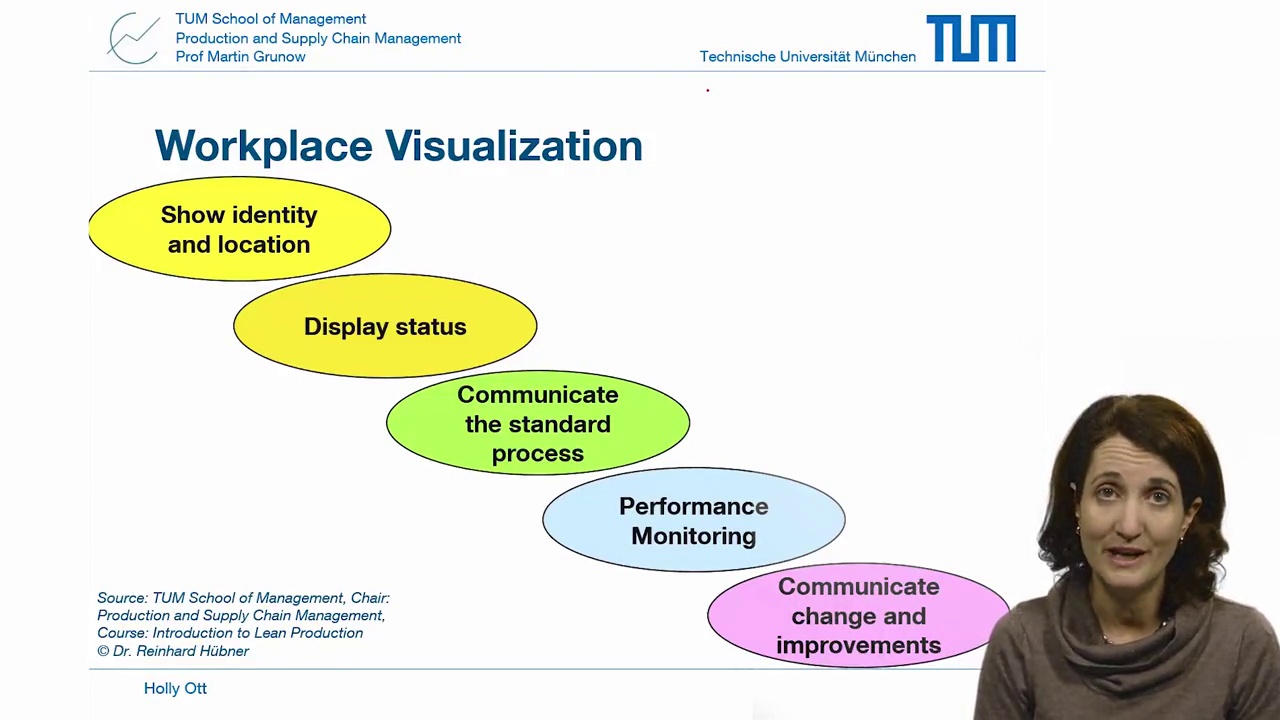 TUM School of Management
Production and Supply Chain Management
Prof Martin Grunow
Technische Universität München
TUM
Workplace Visualization
Show identity
and location
Display status
Communicate
the standard
process
Performance
Monitoring
Communicate
change and
improvements
Source: TUM School of Management, Chair:
Production and Supply Chain Management,
Course: Introduction to Lean Production
© Dr. Reinhard Hübner
Holly Ott